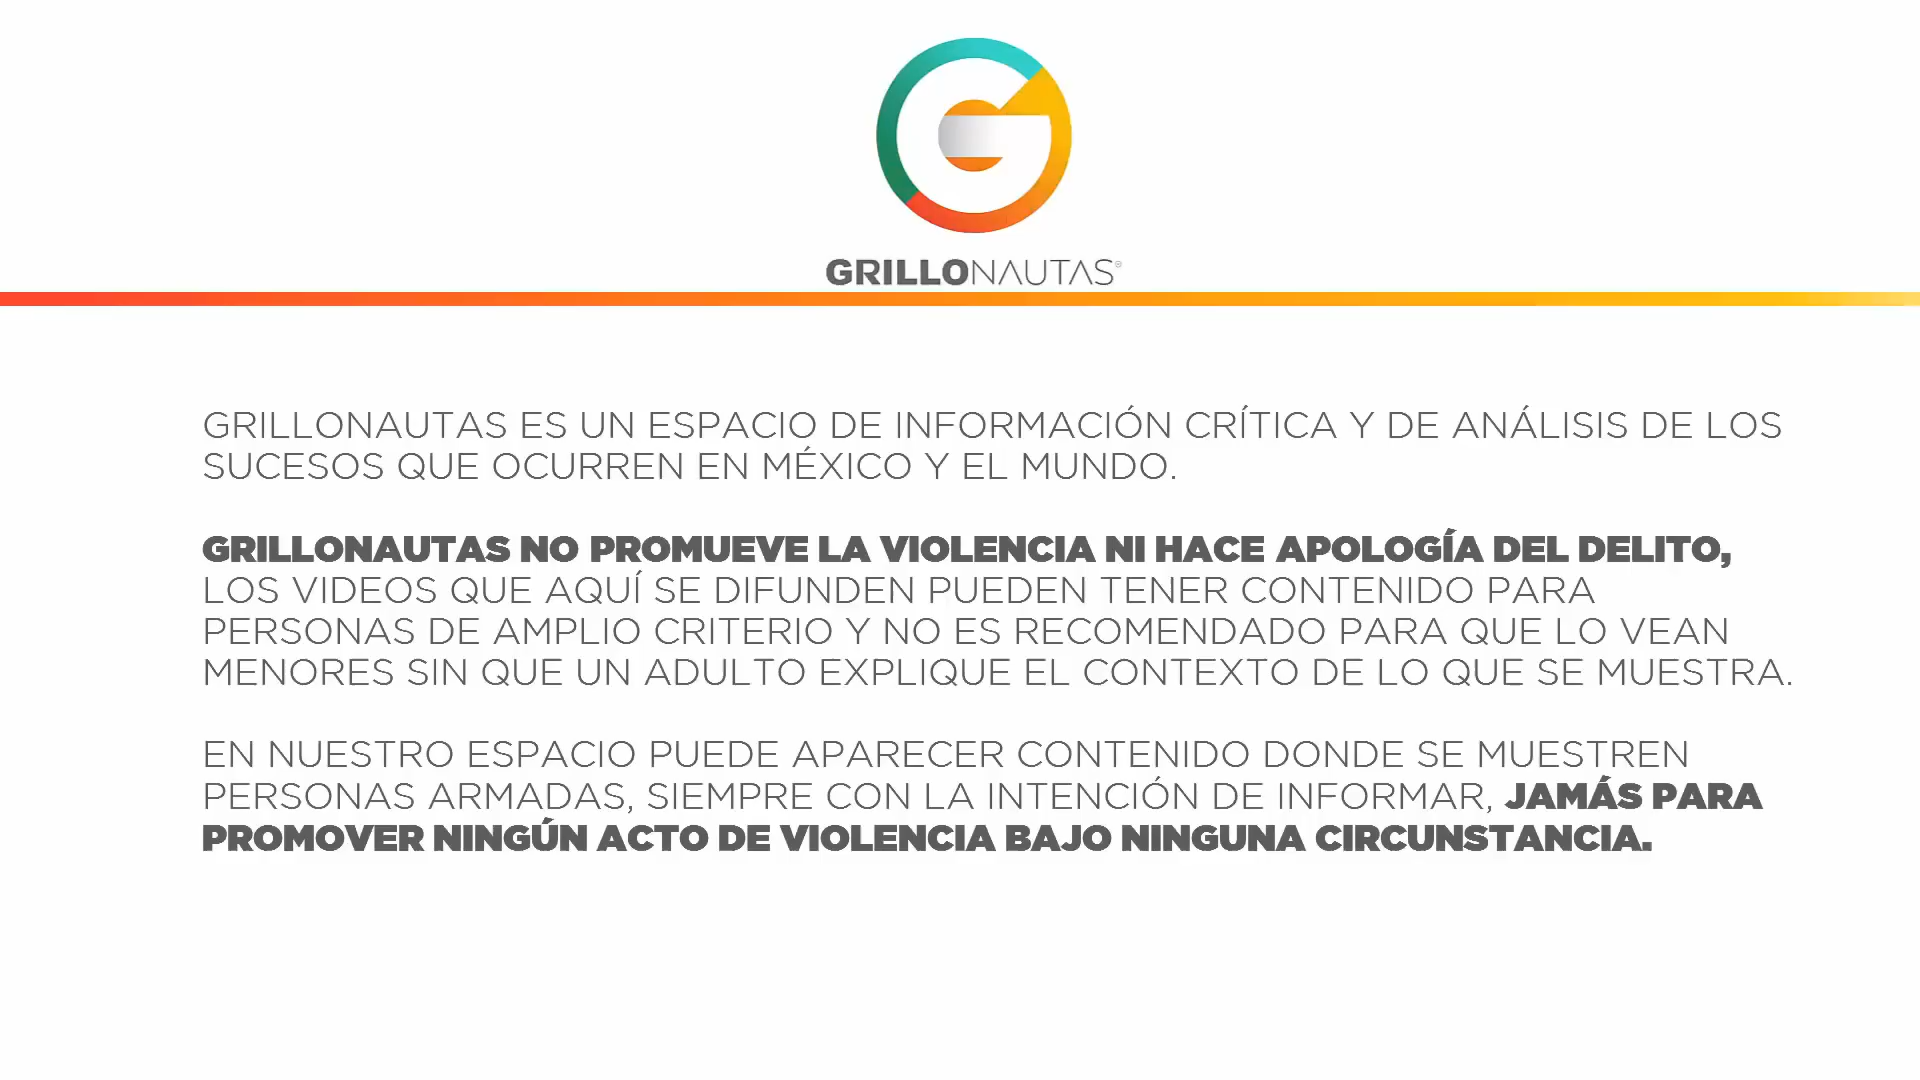 GRILLONAUTAS®
GRILLONAUTAS ES UN ESPACIO DE INFORMACIÓN CRÍTICA Y DE ANÁLISIS DE LOS
SUCESOS QUE OCURREN EN MÉXICO Y EL MUNDO.
GRILLONAUTAS NO PROMUEVE LA VIOLENCIA NI HACE APOLOGÍA DEL DELITO,
LOS VIDEOS QUE AQUÍ SE DIFUNDEN PUEDEN TENER CONTENIDO PARA
PERSONAS DE AMPLIO CRITERIO Y NO ES RECOMENDADO PARA QUE LO VEAN
MENORES SIN QUE UN ADULTO EXPLIQUE EL CONTEXTO DE LO QUE SE MUESTRA.
EN NUESTRO ESPACIO PUEDE APARECER CONTENIDO DONDE SE MUESTREN
PERSONAS ARMADAS, SIEMPRE CON LA INTENCIÓN DE INFORMAR, JAMÁS PARA
PROMOVER NINGÚN ACTO DE VIOLENCIA BAJO NINGUNA CIRCUNSTANCIA.